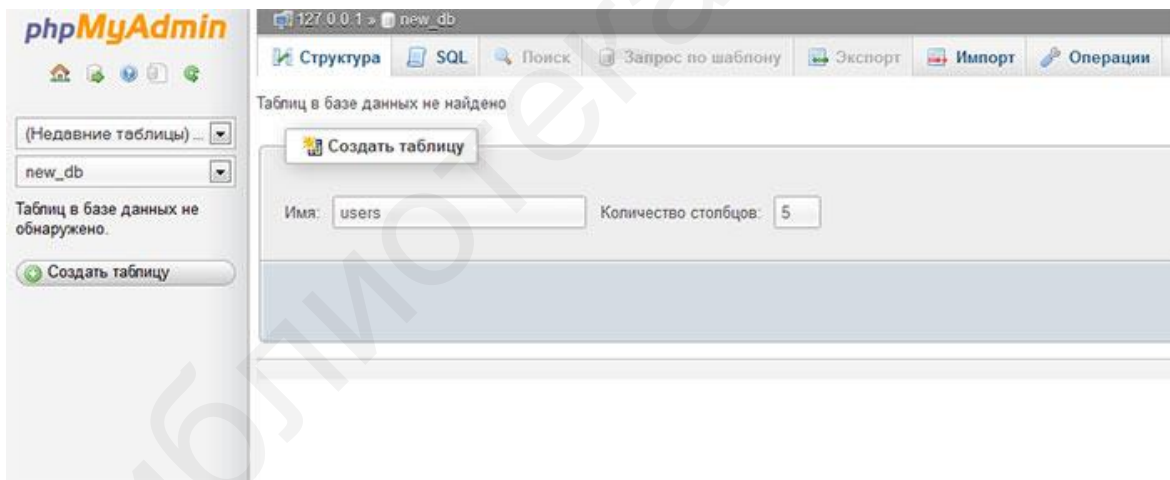 phpMyAdmin
127.0.0.1 » new_db
Структура SQL Поиск Запрос по шаблону Экспорт Импорт Операции
(Недавние таблицы) ...
new_db
Таблиц в базе данных не
обнаружено.
Создать таблицу
Таблиц в базе данных не найдено
Создать таблицу
Имя: users Количество столбцов: 5